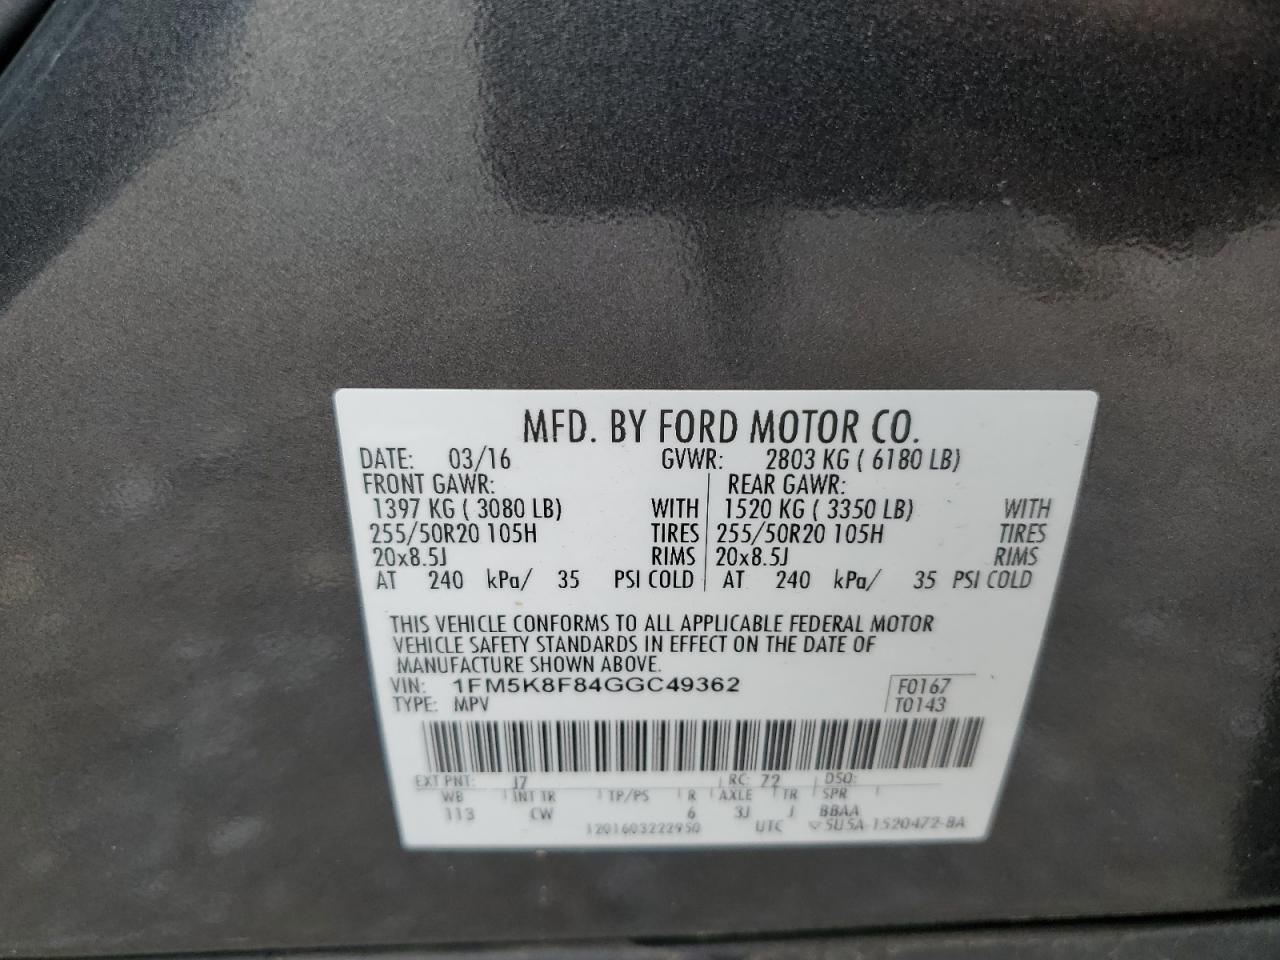 MFD. BY FORD MOTOR CO.
DATE: 03/16 GVWR: 2803 KG ( 6180 LB)
FRONT GAWR: REAR GAWR:
1397 KG ( 3080 LB) WITH 1520 KG ( 3350 LB) WITH
255/50R20 105H TIRES 255/50R20 105H TIRES
20x8.5J RIMS 20x8.5J RIMS
AT 240 kPa/ 35 PSI COLD AT 240 kPa/ 35 PSI COLD
THIS VEHICLE CONFORMS TO ALL APPLICABLE FEDERAL MOTOR
VEHICLE SAFETY STANDARDS IN EFFECT ON THE DATE OF
MANUFACTURE SHOWN ABOVE.
VIN: 1FM5K8F84GGC49362 F0167
TYPE: MPV T0143
EXT PNT: J7 RC: 72 DSO:
WB INT TR TP/PS R AXLE TR SPR
113 CW 6 3J J BBAA
1201603222950 UTC 5U5A-1520472-BA